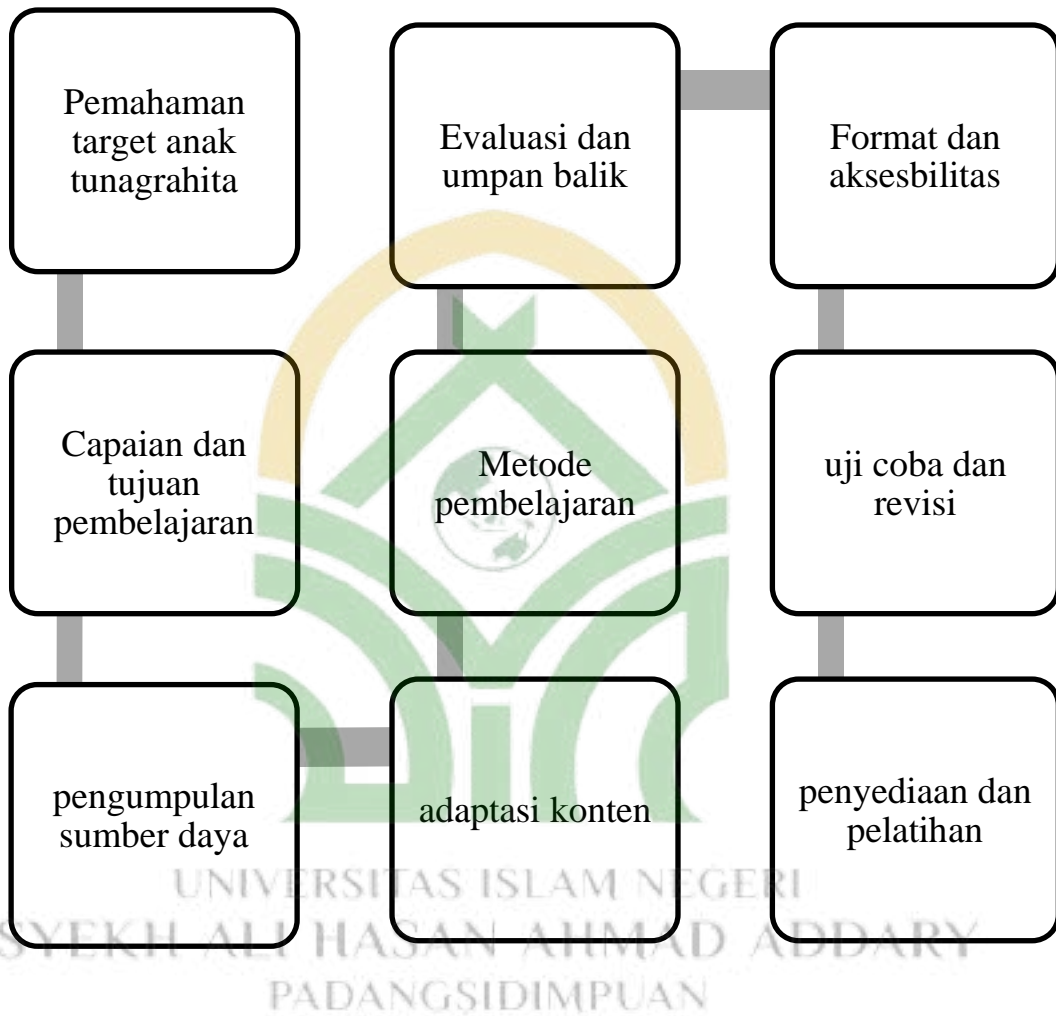 Pemahaman
target anak
tunagrahita
Capaian dan
tujuan
pembelajaran
pengumpulan
sumber daya
adaptasi konten
Metode
pembelajaran
Evaluasi dan
umpan balik
Format dan
aksesbilitas
uji coba dan
revisi
penyediaan dan
pelatihan
UNIVERSITAS ISLAM NEGERI
SYEKH ALI HASAN AHMAD ADDARY
PADANGSIDIMPUAN